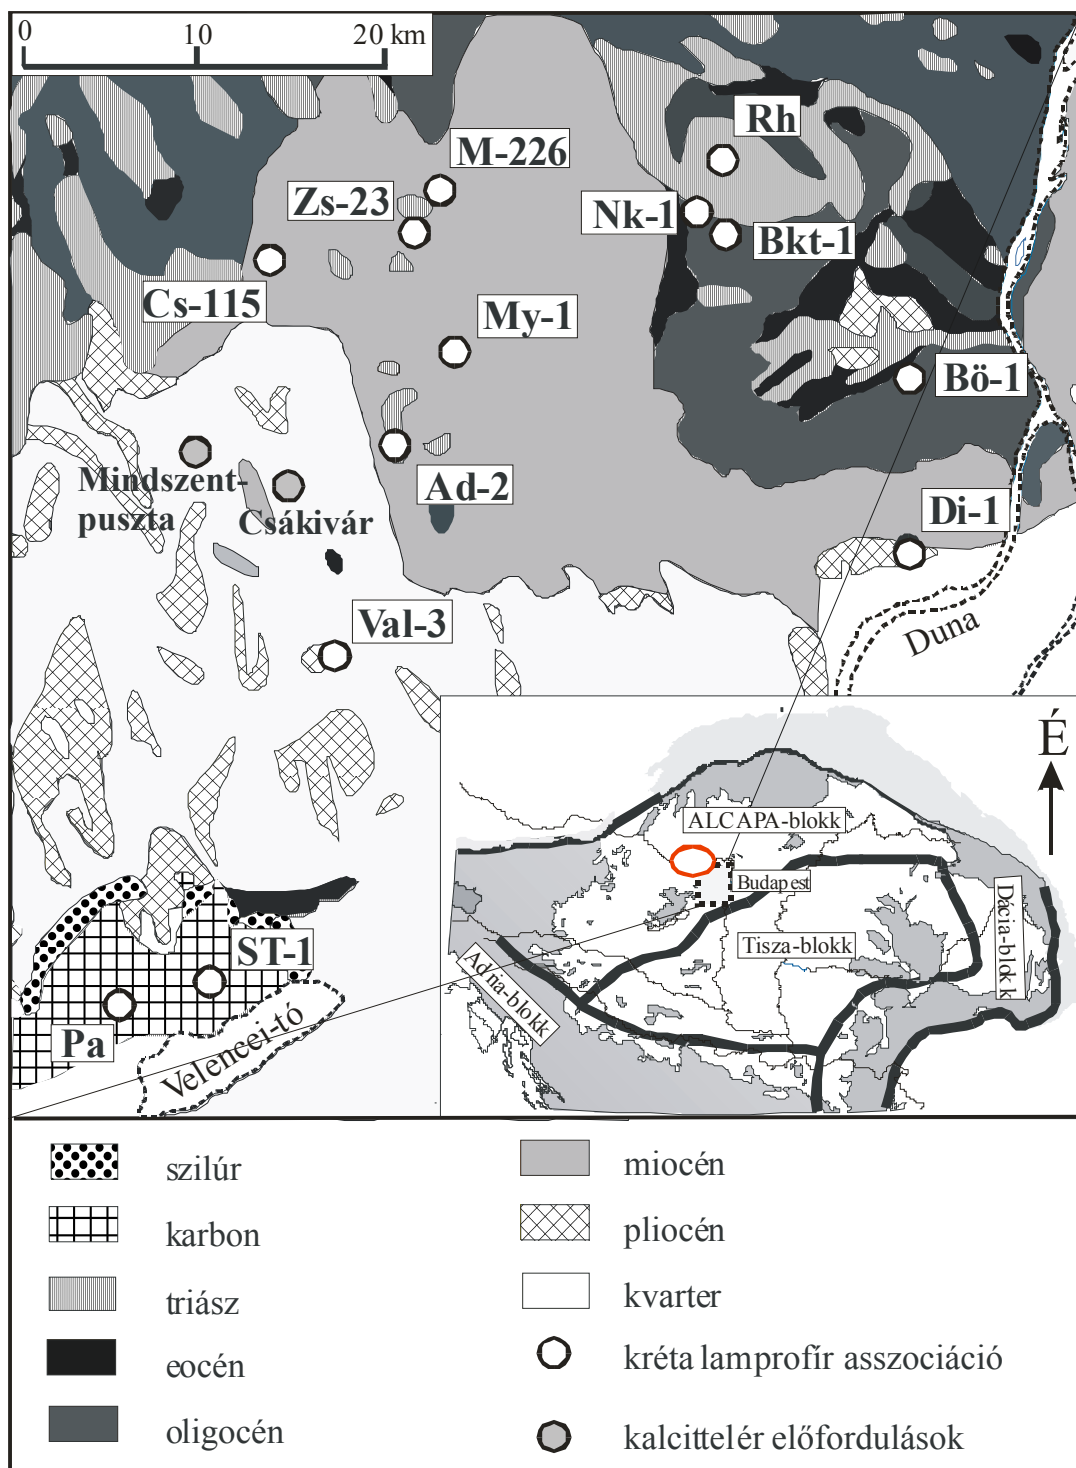 0 10 20 km
Rh
M-226
Zs-23
Nk-1
Bkt-1
Cs-115
My-1
Bö-1
Mindszent-
puszta
Csákivár
Ad-2
Di-1
Val-3
Duna
É
ALCAPA-blokk
Budapest
Tisza-blokk
Dácia-blokk
Adria-blokk
ST-1
Pa
Velencei-tó
szilúr
karbon
triász
eocén
oligocén
miocén
pliocén
kvarter
kréta lamprofír asszociáció
kalcittelér előfordulások